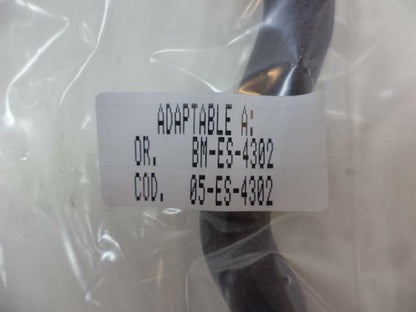 ADAPTABLE A:
OR. BM-ES-4302
COD. 05-ES-4302